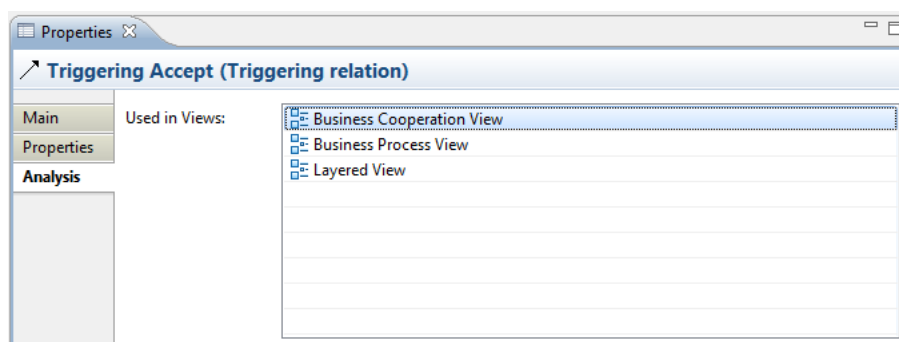 Properties
Triggering Accept (Triggering relation)
Main
Used in Views:
Business Cooperation View
Properties
Business Process View
Analysis
Layered View